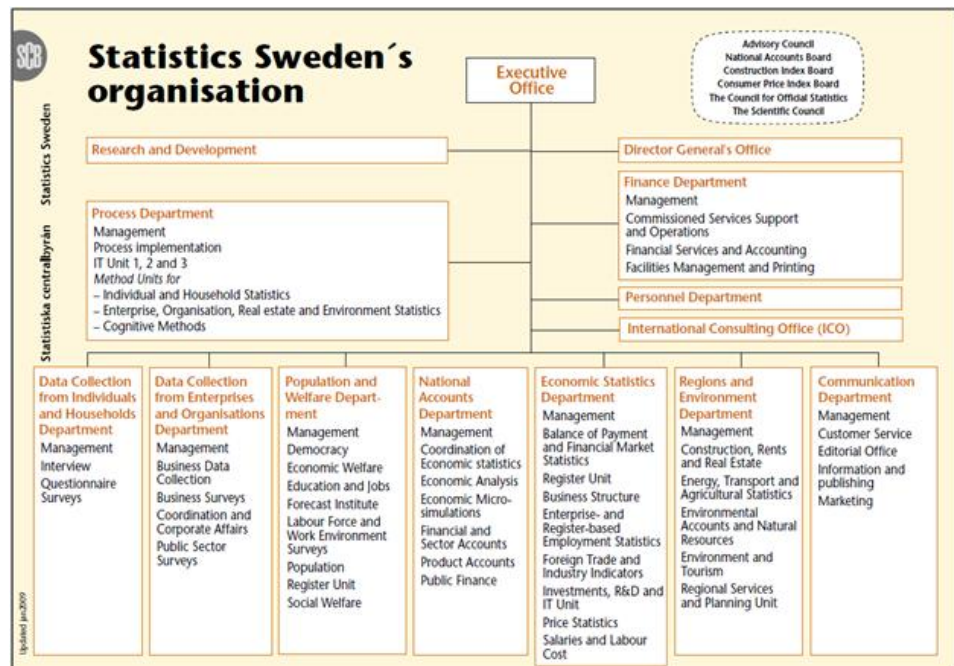 SCB
Statistics Sweden´s
organisation
Executive
Office
Advisory Council
National Accounts Board
Construction Index Board
Consumer Price Index Board
The Council for Official Statistics
The Scientific Council
Statistiska centralbyrån Statistics Sweden
Research and Development
Director General's Office
Process Department
Management
Process implementation
IT Unit 1, 2 and 3
Method Units for
– Individual and Household Statistics
– Enterprise, Organisation, Real estate and Environment Statistics
– Cognitive Methods
Finance Department
Management
Commissioned Services Support
and Operations
Financial Services and Accounting
Facilities Management and Printing
Personnel Department
International Consulting Office (ICO)
Data Collection
from Individuals
and Households
Department
Management
Interview
Questionnaire
Surveys
Data Collection
from Enterprises
and Organisations
Department
Management
Business Data
Collection
Business Surveys
Coordination and
Corporate Affairs
Public Sector
Surveys
Population and
Welfare Depart-
ment
Management
Democracy
Economic Welfare
Education and Jobs
Forecast Institute
Labour Force and
Work Environment
Surveys
Population
Register Unit
Social Welfare
National
Accounts
Department
Management
Coordination of
Economic statistics
Economic Analysis
Economic Micro-
simulations
Financial and
Sector Accounts
Product Accounts
Public Finance
Economic Statistics
Department
Management
Balance of Payment
and Financial Market
Statistics
Register Unit
Business Structure
Enterprise- and
Register-based
Employment Statistics
Foreign Trade and
Industry Indicators
Investments, R&D and
IT Unit
Price Statistics
Salaries and Labour
Cost
Regions and
Environment
Department
Management
Construction, Rents
and Real Estate
Energy, Transport and
Agricultural Statistics
Environmental
Accounts and Natural
Resources
Environment and
Tourism
Regional Services
and Planning Unit
Communication
Department
Management
Customer Service
Editorial Office
Information and
publishing
Marketing
Updated jan2009